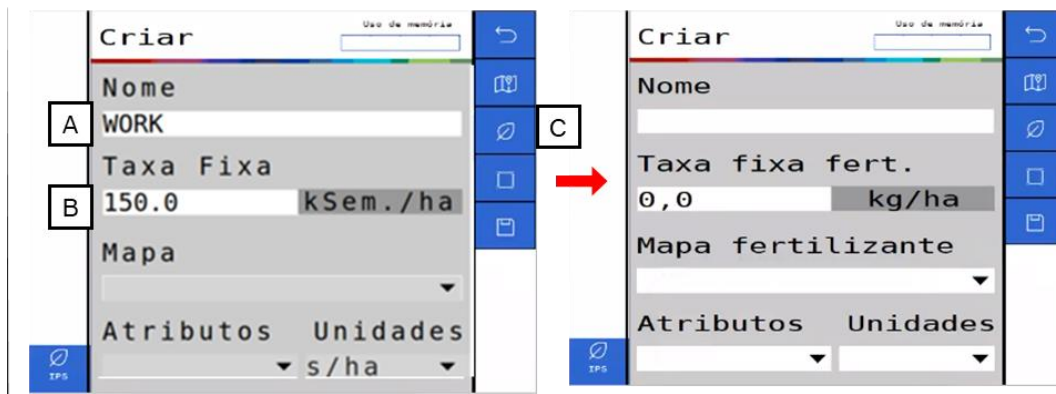 Criar
Uso de memória
Nome
A
WORK
Taxa Fixa
B
150.0 kSem./ha
Mapa
Atributos Unidades
s/ha
IPS
C
Criar
Uso de memória
Nome
Taxa fixa fert.
0,0 kg/ha
Mapa fertilizante
Atributos Unidades
IPS